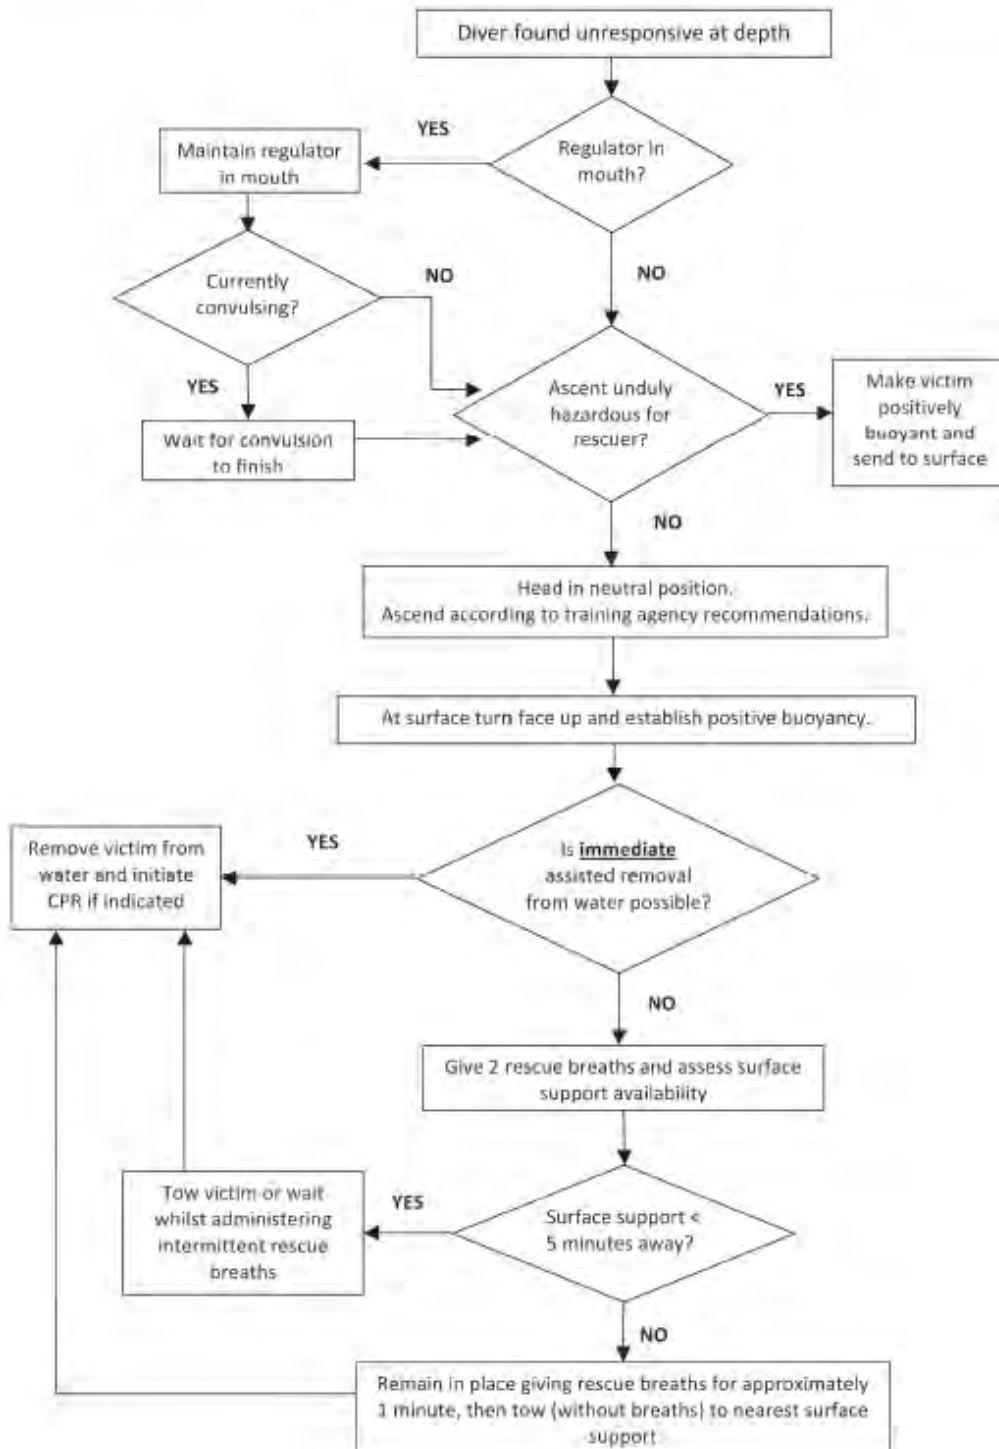 Diver found unresponsive at depth
YES
Maintain regulator
in mouth
Regulator in
mouth?
NO
NO
Currently
convulsing?
YES
Wait for convulsion
to finish
Ascent unduly
hazardous for
rescuer?
YES
Make victim
positively
buoyant and
send to surface
NO
Head in neutral position.
Ascend according to training agency recommendations.
At surface turn face up and establish positive buoyancy.
Is immediate
assisted removal
from water possible?
YES
Remove victim from
water and initiate
CPR if indicated
NO
Give 2 rescue breaths and assess surface
support availability
Surface support <
5 minutes away?
YES
Tow victim or wait
whilst administering
intermittent rescue
breaths
NO
Remain in place giving rescue breaths for approximately
1 minute, then tow (without breaths) to nearest surface
support